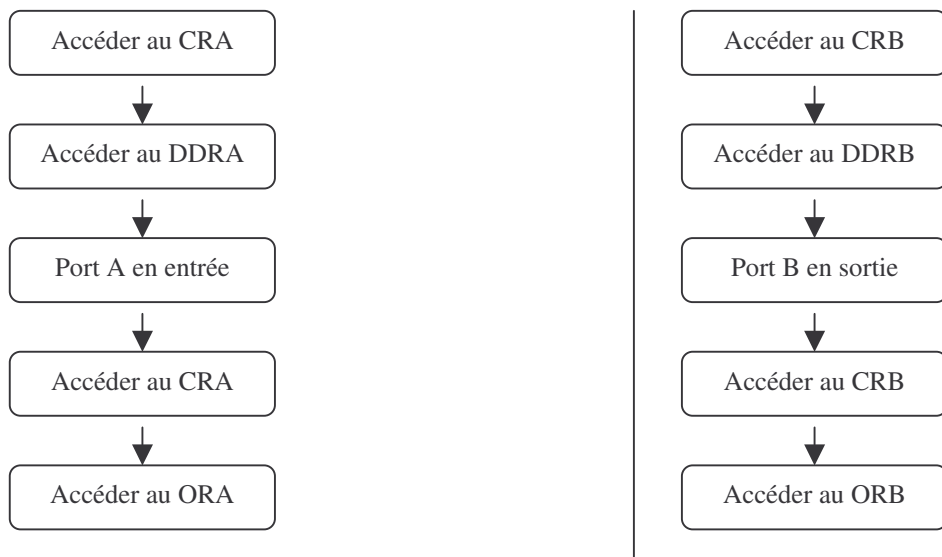 Accéder au CRA
Accéder au DDRA
Port A en entrée
Accéder au CRA
Accéder au ORA
Accéder au CRB
Accéder au DDRB
Port B en sortie
Accéder au CRB
Accéder au ORB